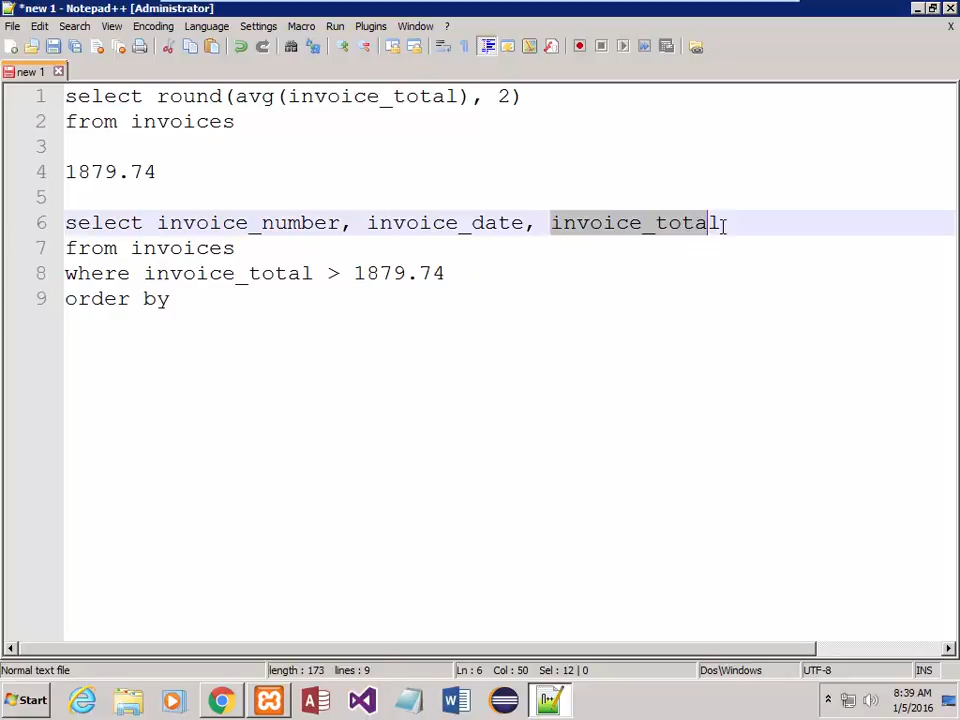 *new 1 - Notepad++ [Administrator]
File Edit Search View Encoding Language Settings Macro Run Plugins Window ? X
new 1
1 select round(avg(invoice_total), 2)
2 from invoices
3
4 1879.74
5
6 select invoice_number, invoice_date, invoice_total
7 from invoices
8 where invoice_total > 1879.74
9 order by
Normal text file length : 173 lines : 9 Ln : 6 Col : 50 Sel : 12 | 0 Dos\Windows UTF-8 INS
Start 8:39 AM
1/5/2016